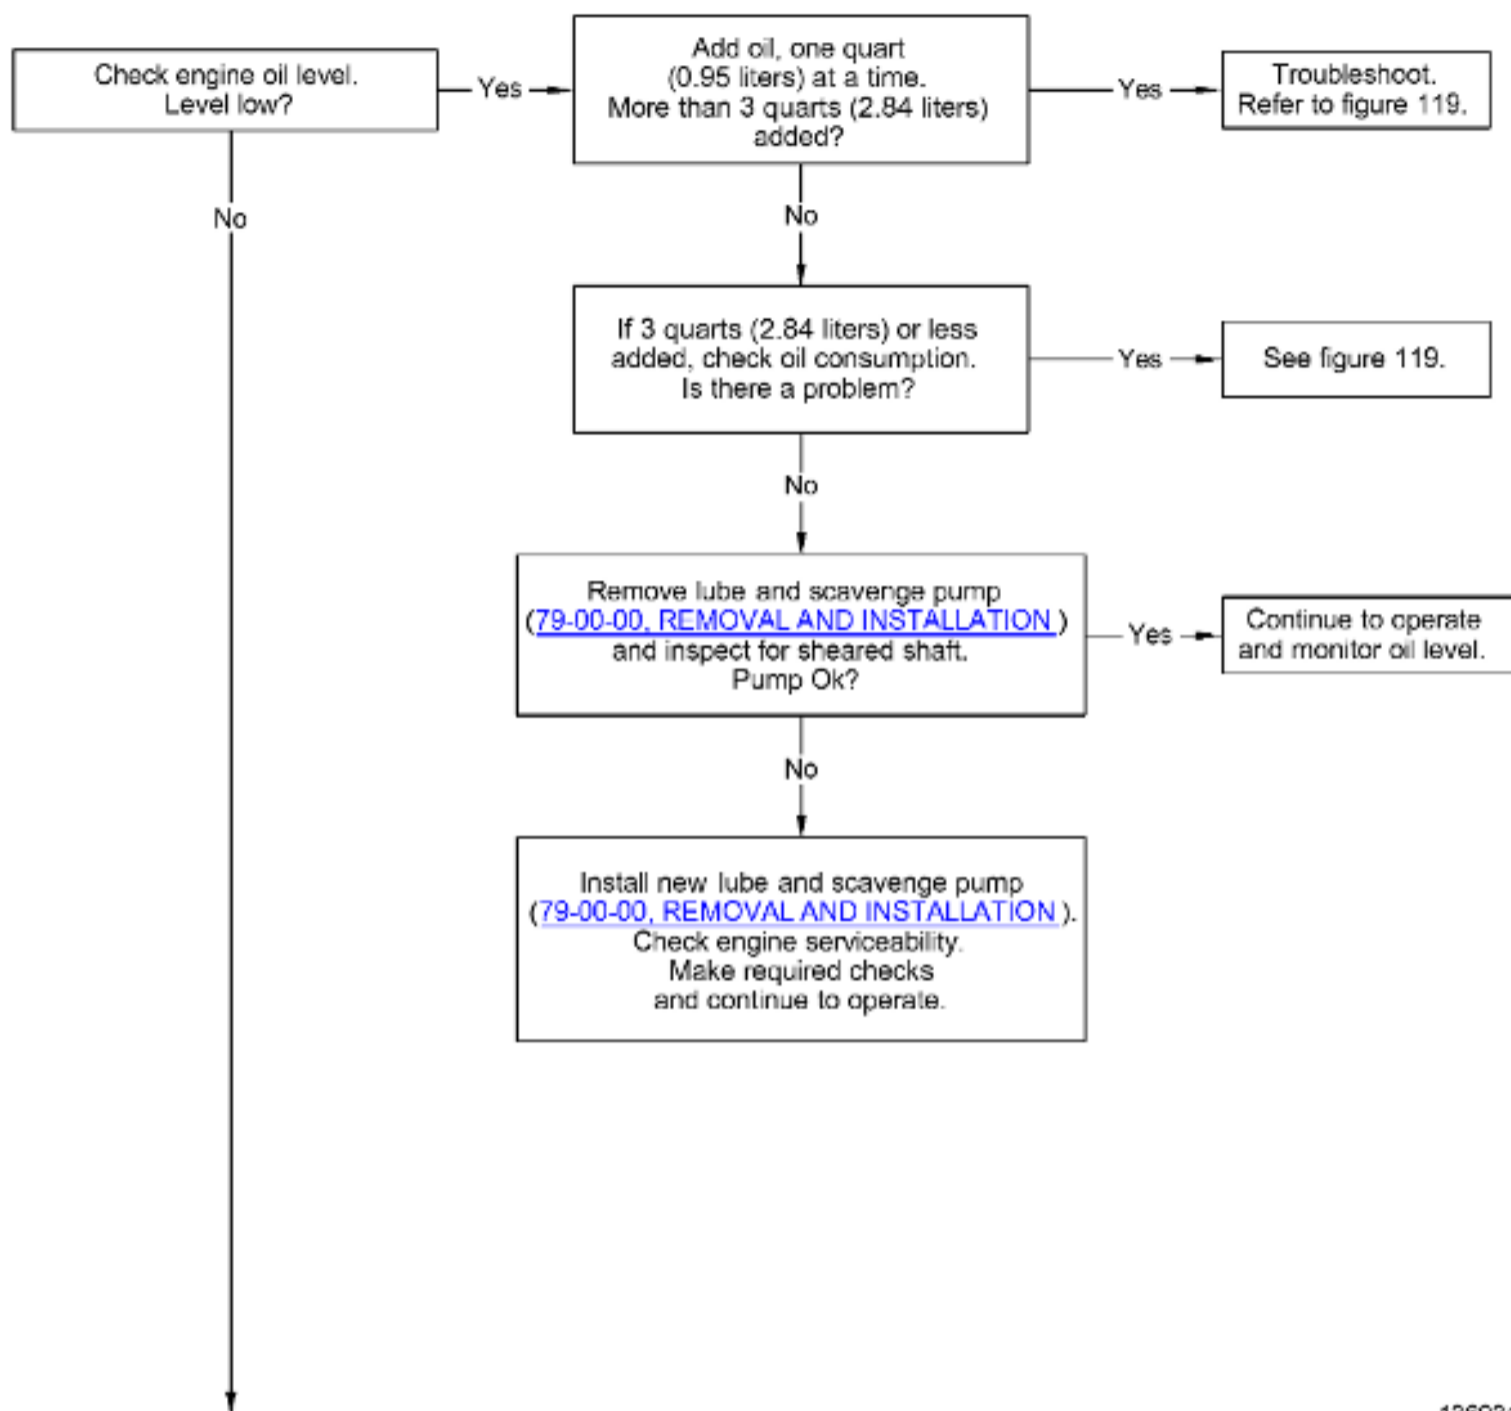 Check engine oil level.
Level low?
Yes
Add oil, one quart
(0.95 liters) at a time.
More than 3 quarts (2.84 liters)
added?
Yes
Troubleshoot.
Refer to figure 119.
No
No
If 3 quarts (2.84 liters) or less
added, check oil consumption.
Is there a problem?
Yes
See figure 119.
No
Remove lube and scavenge pump
(79-00-00, REMOVAL AND INSTALLATION )
and inspect for sheared shaft.
Pump Ok?
Yes
Continue to operate
and monitor oil level.
No
Install new lube and scavenge pump
(79-00-00, REMOVAL AND INSTALLATION ).
Check engine serviceability.
Make required checks
and continue to operate.